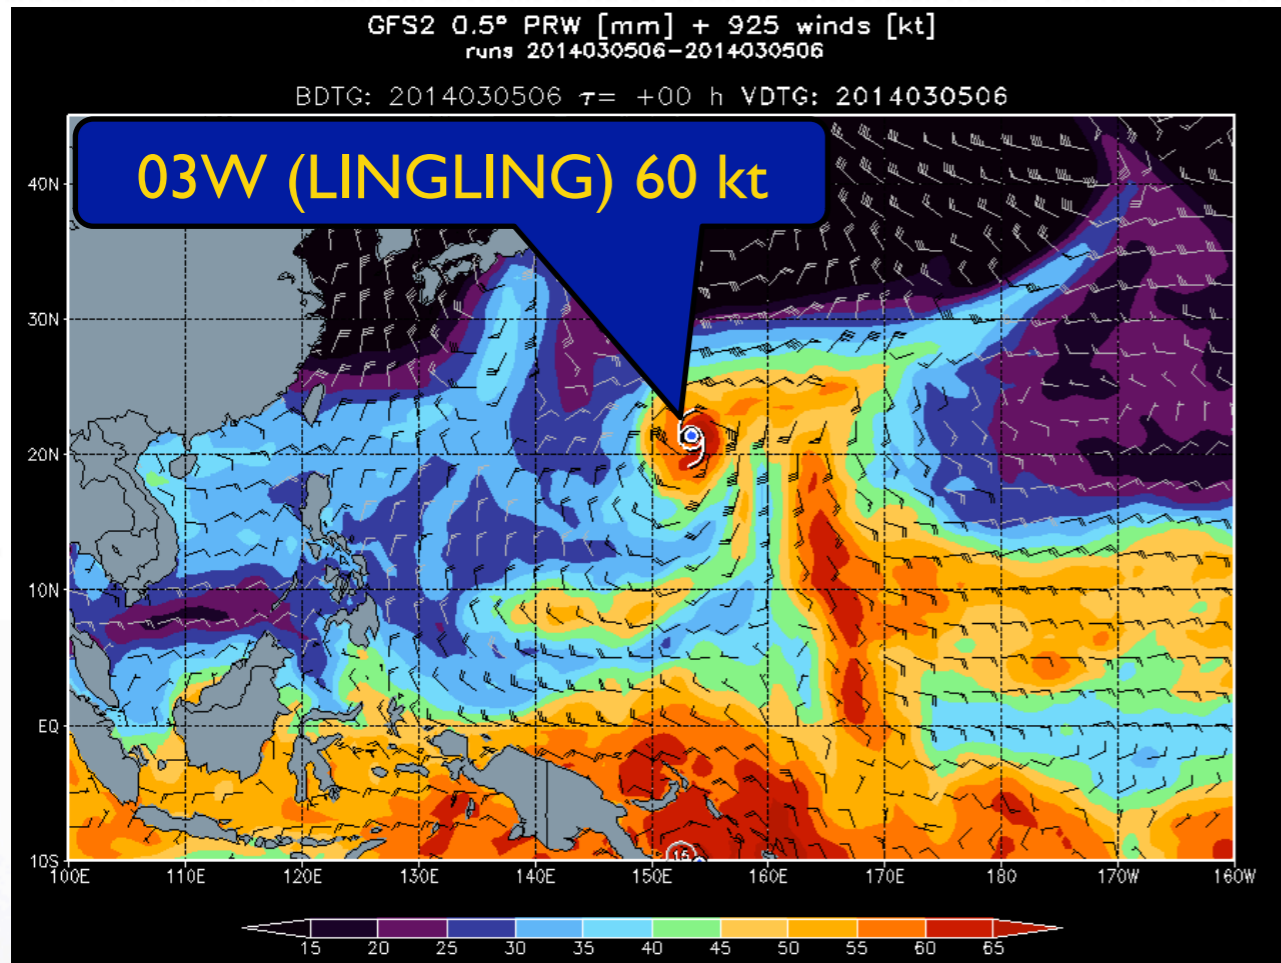 GFS2 0.5° PRW [mm] + 925 winds [kt]
runs 2014030506-2014030506
BDTG: 2014030506 τ= +00 h VDTG: 2014030506
03W (LINGLING) 60 kt
40N
30N
20N
10N
EQ
10S
15
100E 110E 120E 130E 140E 150E 160E 170E 180 170W 160W
15 20 25 30 35 40 45 50 55 60 65